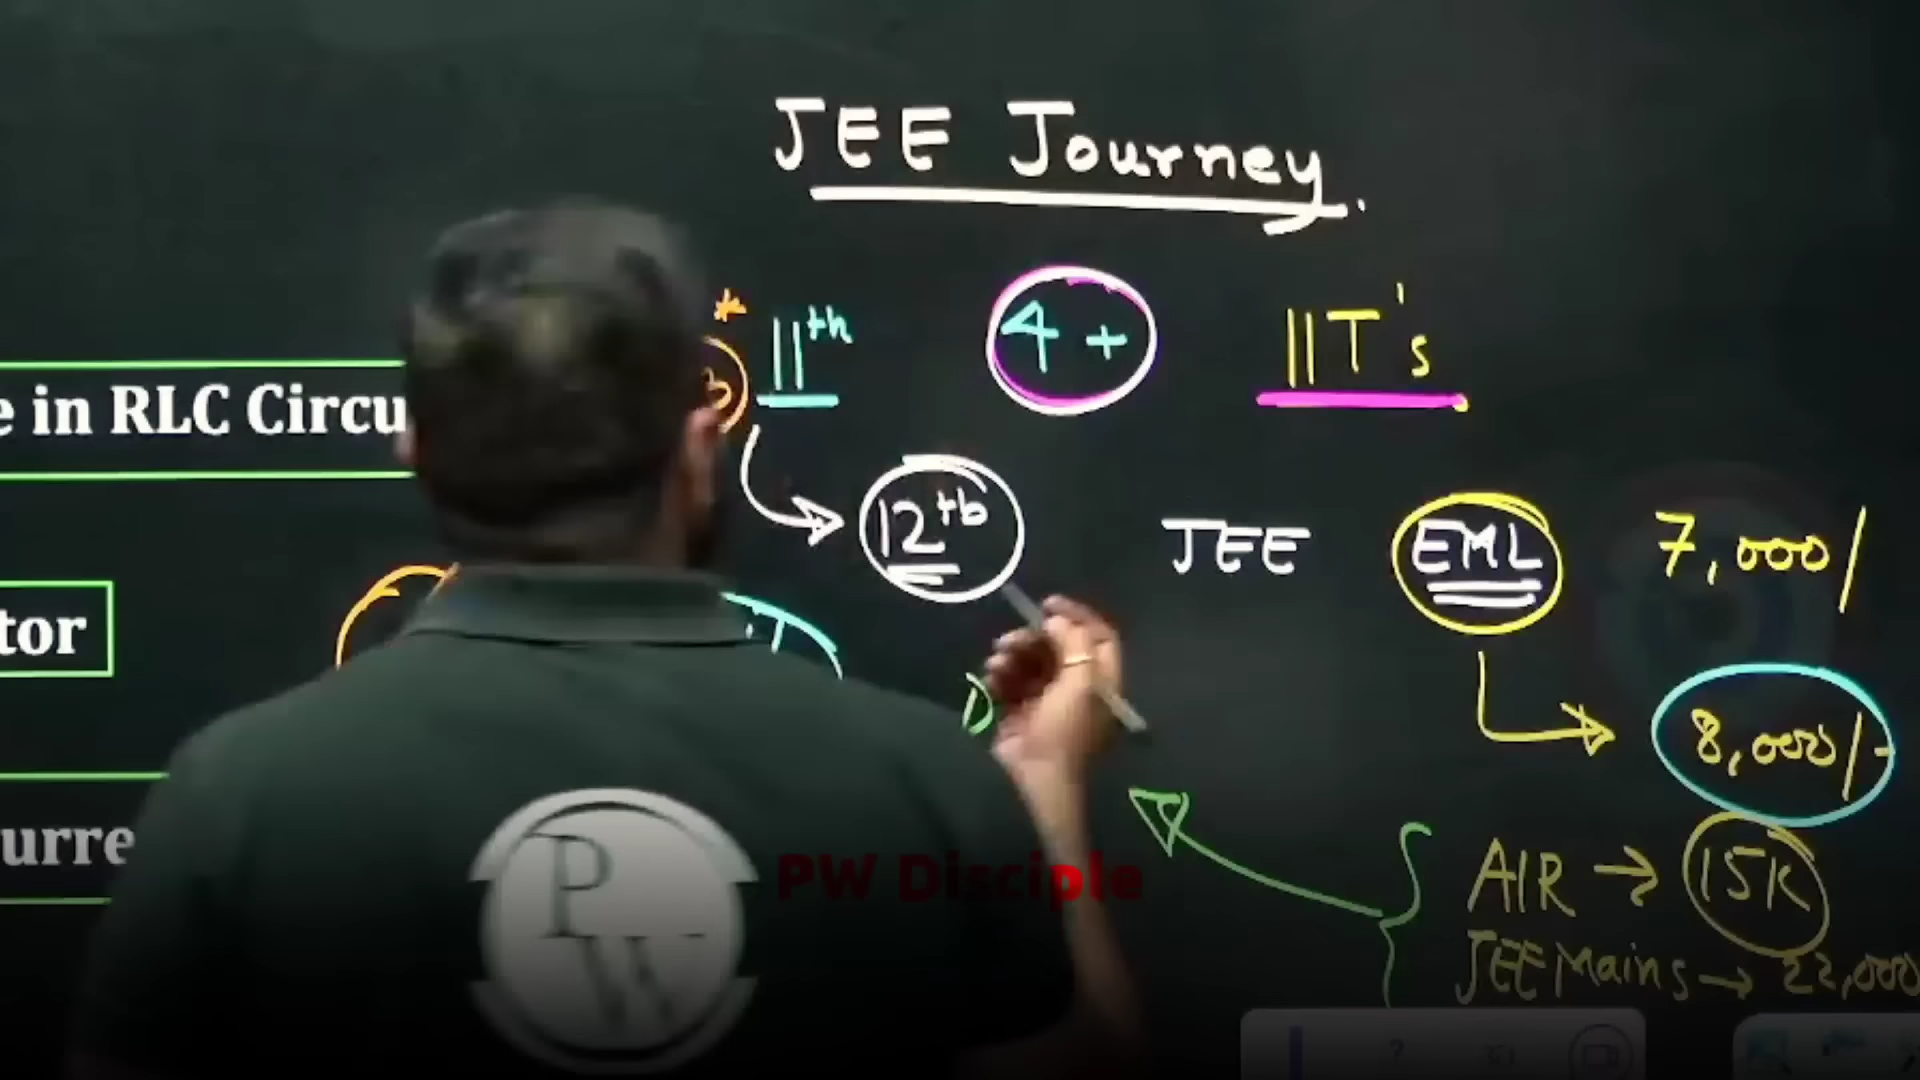 JEE Journey.
* 11th 4+ IIT's
e in RLC Circu
12th JEE EML 7,000/
tor
D
8,000/-
urre
PW
PW Disciple
AIR → 15K
JEE Mains → 22,000